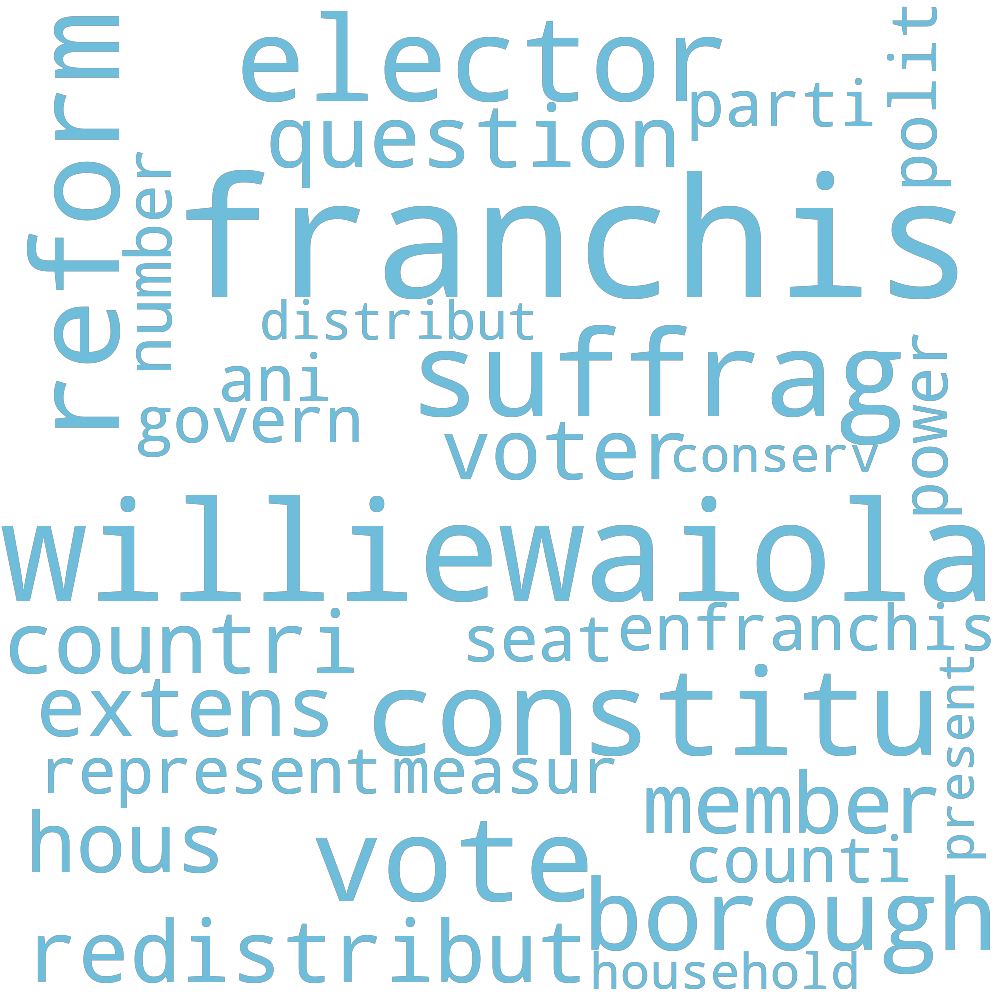 reform
elector
polit
parti
question
number
franchis
distribut
suffrag
ani
power
govern
voter
conserv
williewaiola
countri
seat
enfranchis
extens
constitu
present
represent
measur
member
hous
vote
counti
borough
redistribut
household